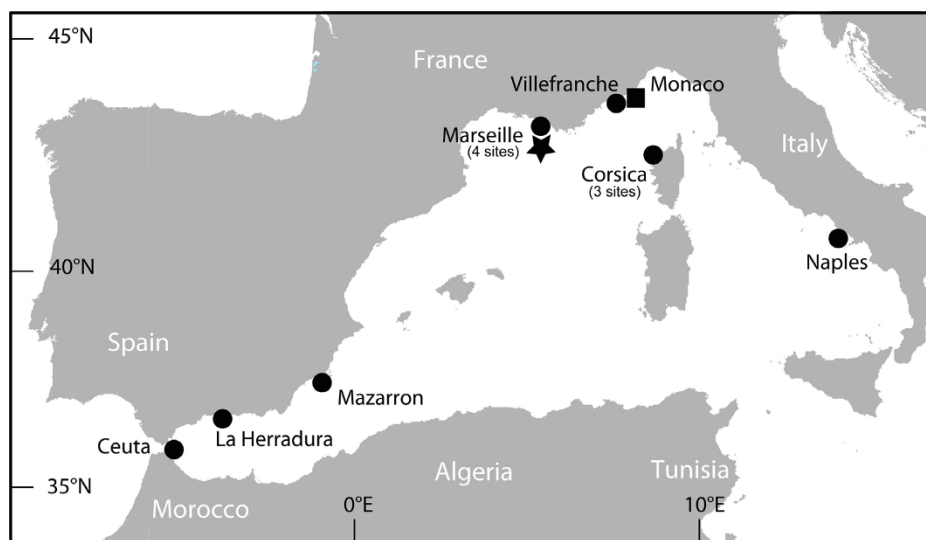 45°N
France
Villefranche
Monaco
Marseille
(4 sites)
Italy
Corsica
(3 sites)
Naples
40°N
Spain
Mazarron
La Herradura
Ceuta
Algeria
Tunisia
35°N
Morocco
0°E
10°E